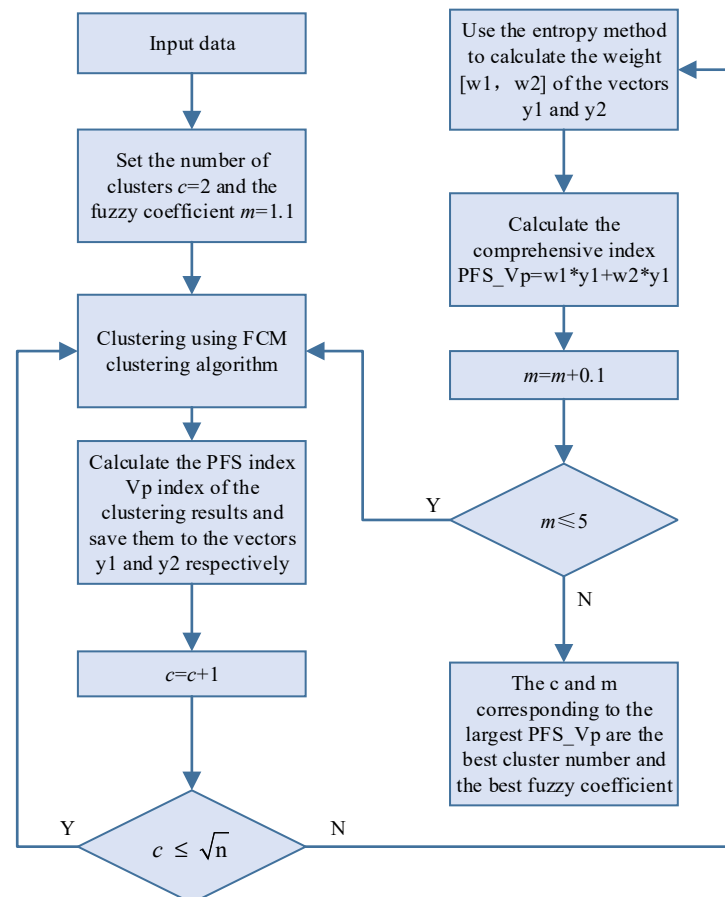 Input data
Set the number of
clusters c=2 and the
fuzzy coefficient m=1.1
Clustering using FCM
clustering algorithm
Calculate the PFS index
Vp index of the
clustering results and
save them to the vectors
y1 and y2 respectively
c=c+1
Y
c ≤ √n
N
Use the entropy method
to calculate the weight
[w1，w2] of the vectors
y1 and y2
Calculate the
comprehensive index
PFS_Vp=w1*y1+w2*y1
m=m+0.1
Y
m≤5
N
The c and m
corresponding to the
largest PFS_Vp are the
best cluster number and
the best fuzzy coefficient